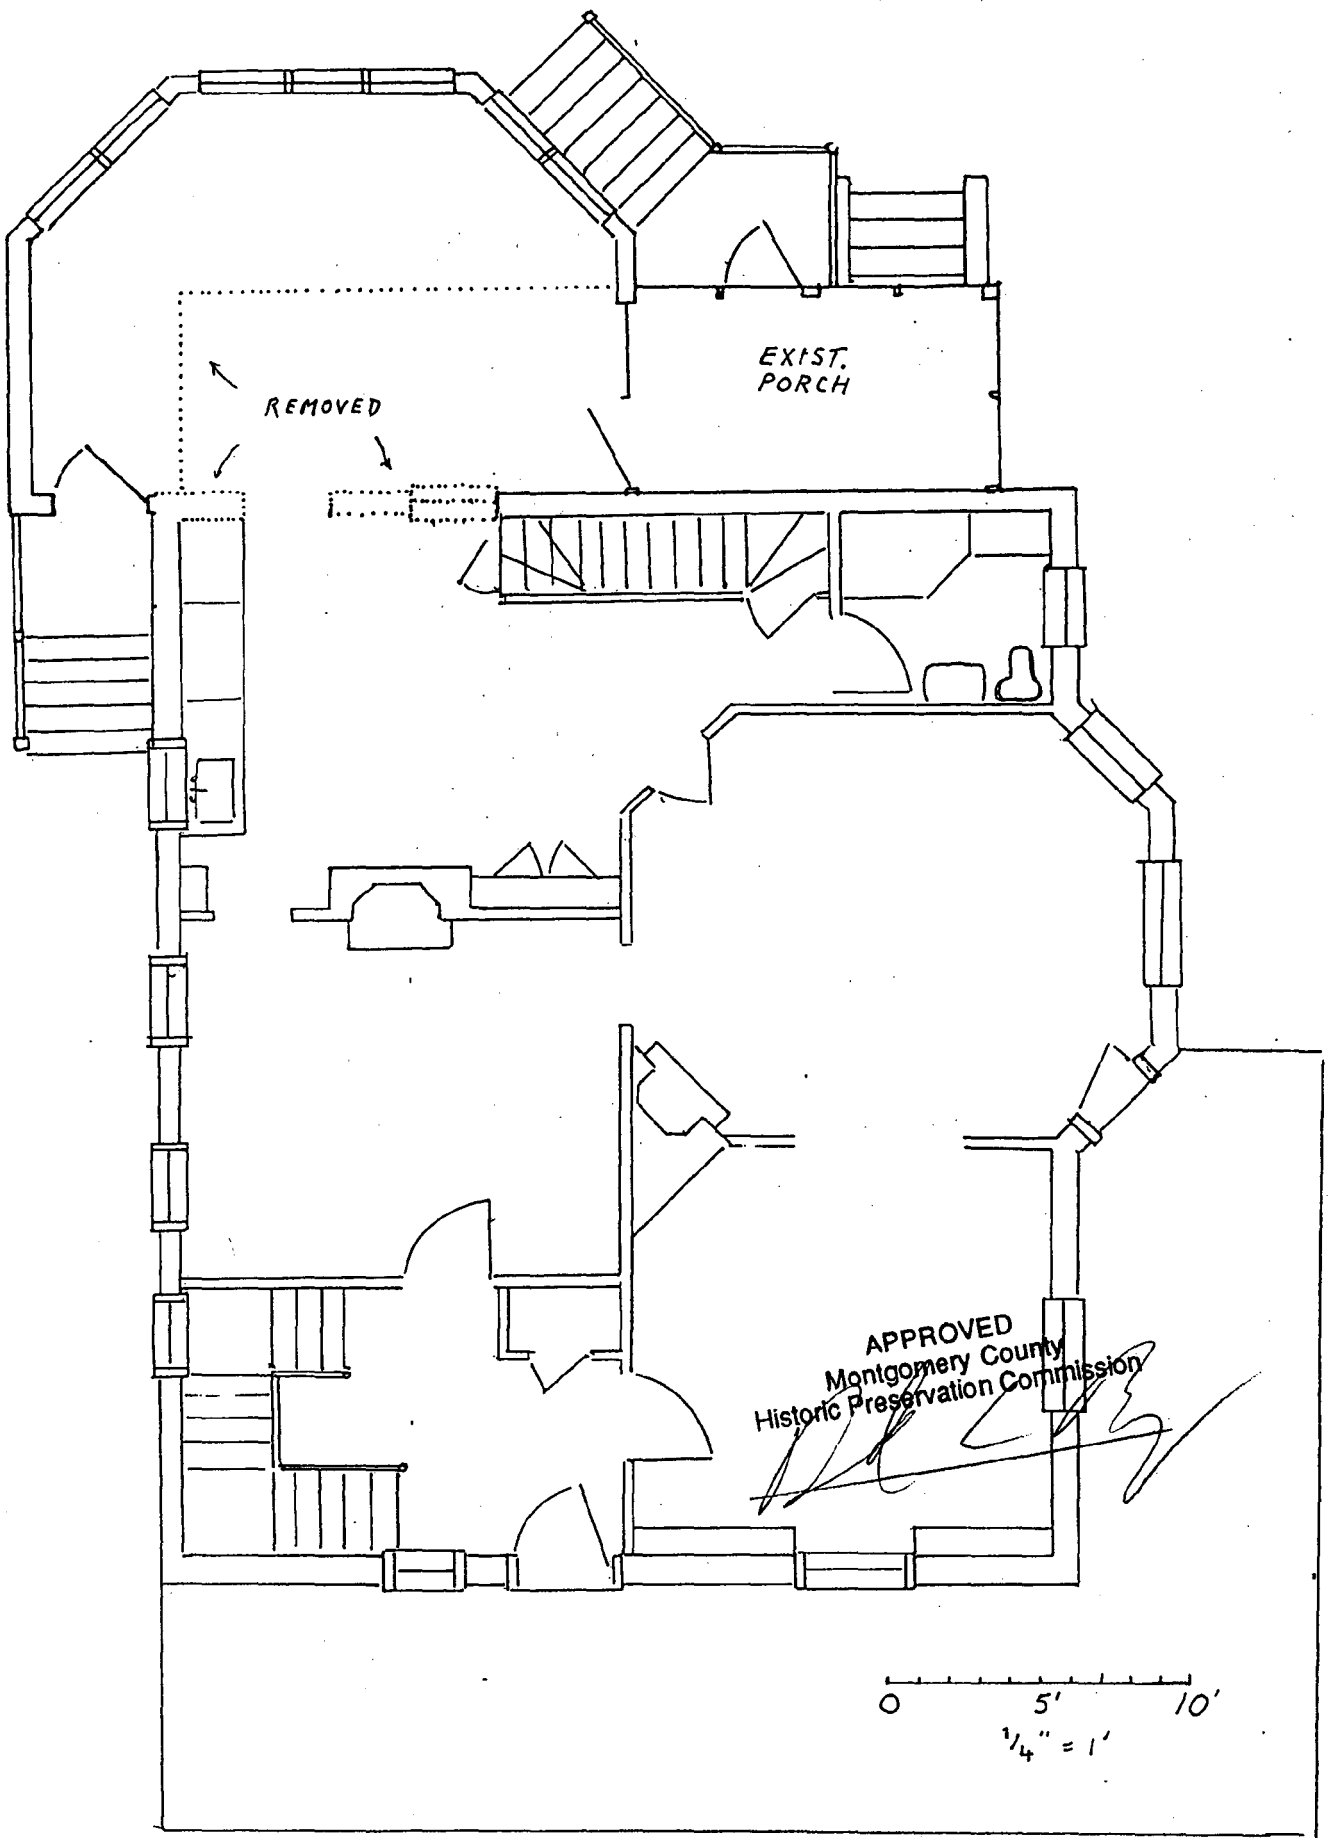 EXIST.
PORCH
REMOVED
APPROVED
Montgomery County
Historic Preservation Commission
0 5' 10'
1/4" = 1'